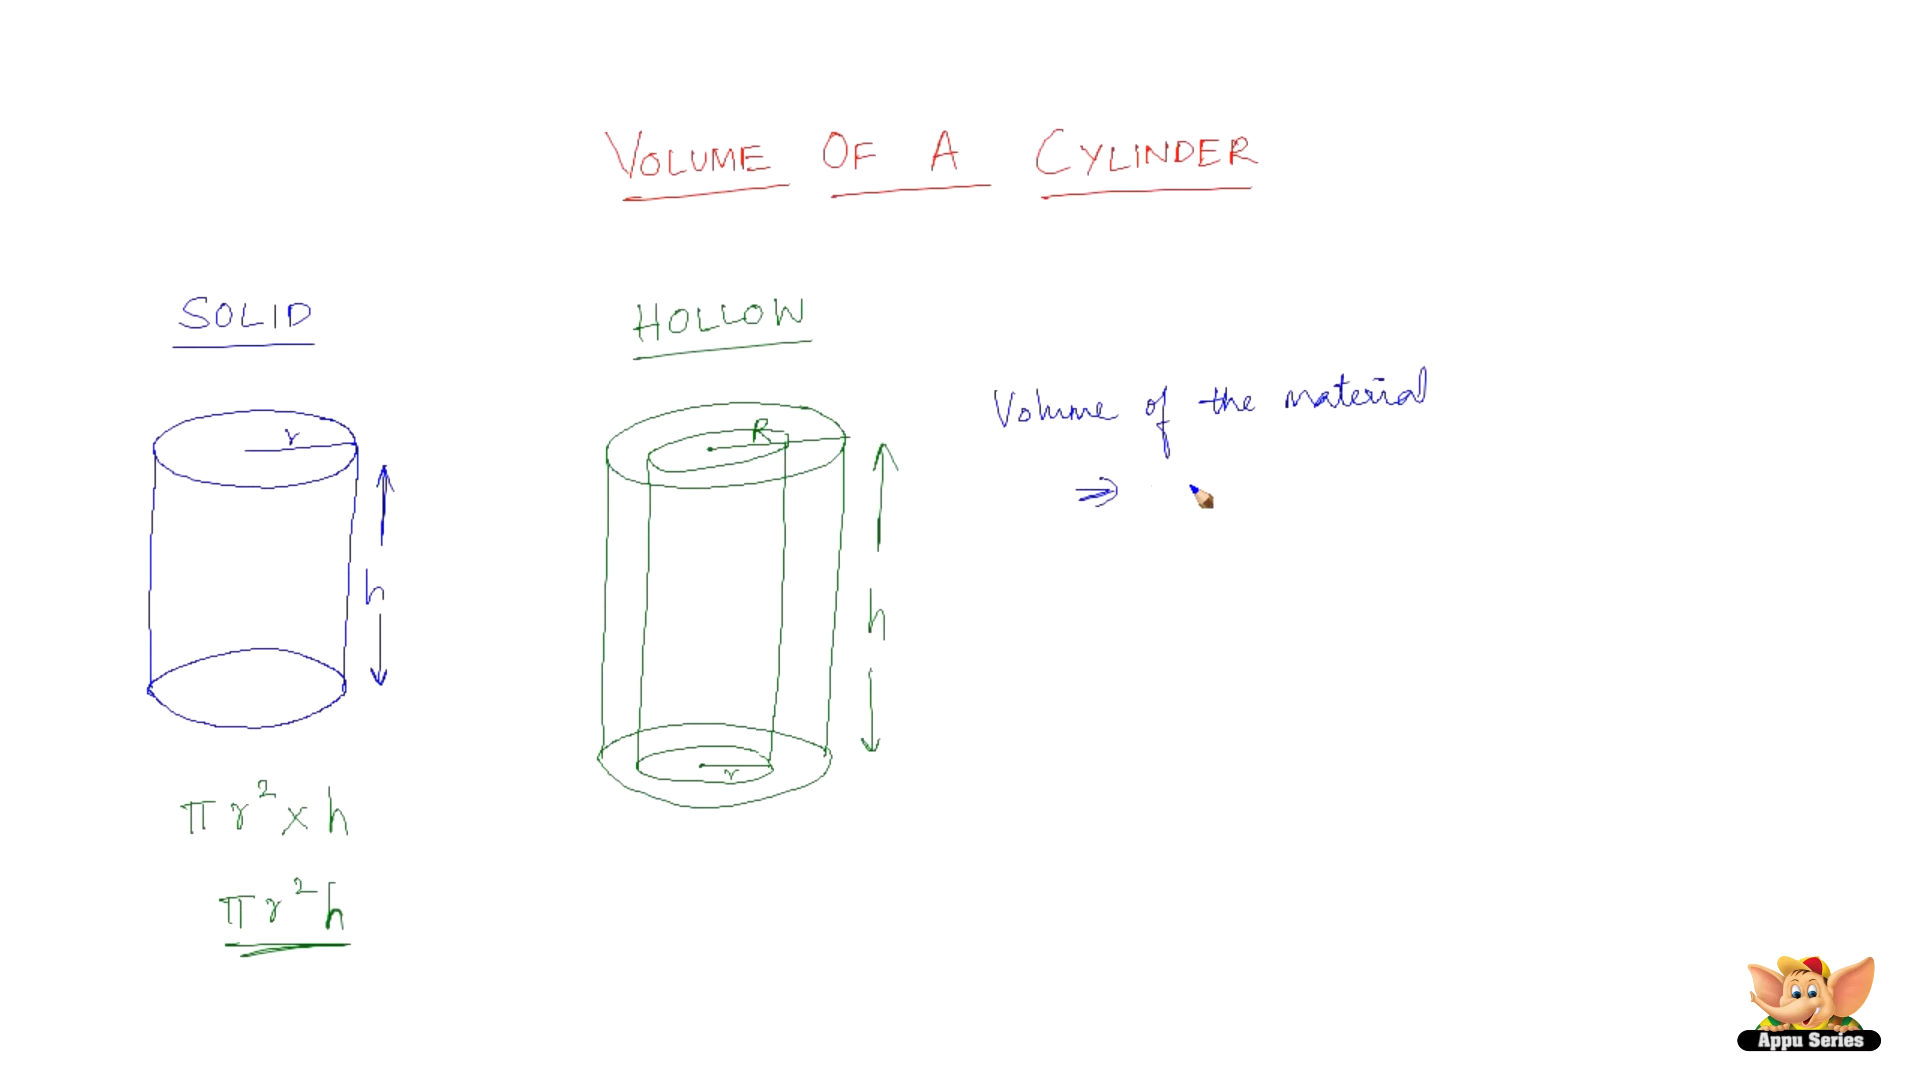 VOLUME OF A CYLINDER
SOLID
HOLLOW
r
h
R
h
r
Volume of the material
⇒
πr² × h
πr²h
Appu Series